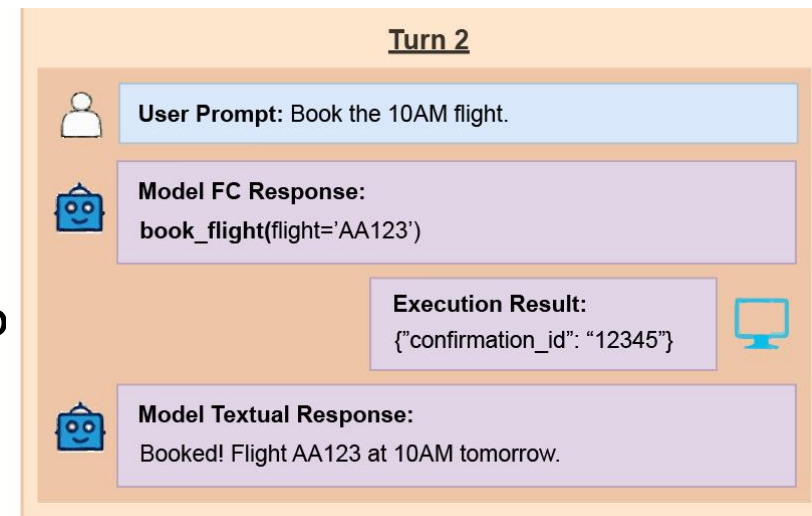 Turn 2
User Prompt: Book the 10AM flight.
Model FC Response:
book_flight(flight='AA123')
Execution Result:
{"confirmation_id": “12345”}
Model Textual Response:
Booked! Flight AA123 at 10AM tomorrow.